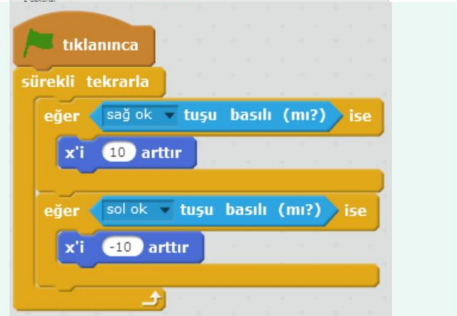 tıklanınca
sürekli tekrarla
eğer sağ ok tuşu basılı (mı?) ise
x'i 10 arttır
eğer sol ok tuşu basılı (mı?) ise
x'i -10 arttır